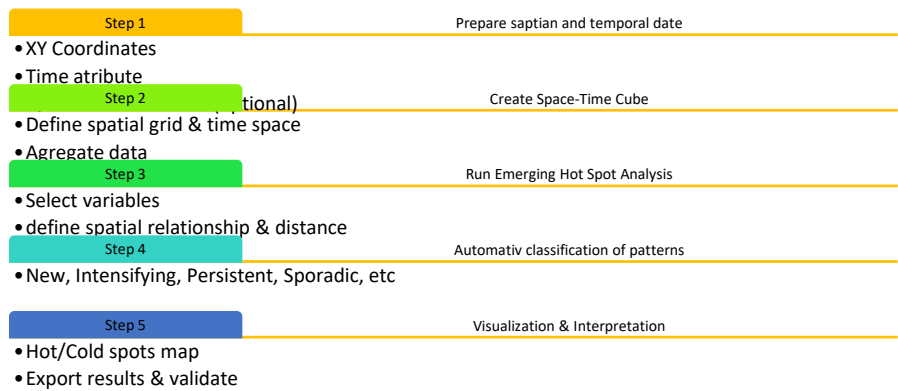 Step 1
Prepare saptian and temporal date
•XY Coordinates
•Time atribute
tional)
Step 2
Create Space-Time Cube
•Define spatial grid & time space
•Agregate data
Step 3
Run Emerging Hot Spot Analysis
•Select variables
•define spatial relationship & distance
Step 4
Automativ classification of patterns
•New, Intensifying, Persistent, Sporadic, etc
Step 5
Visualization & Interpretation
•Hot/Cold spots map
•Export results & validate